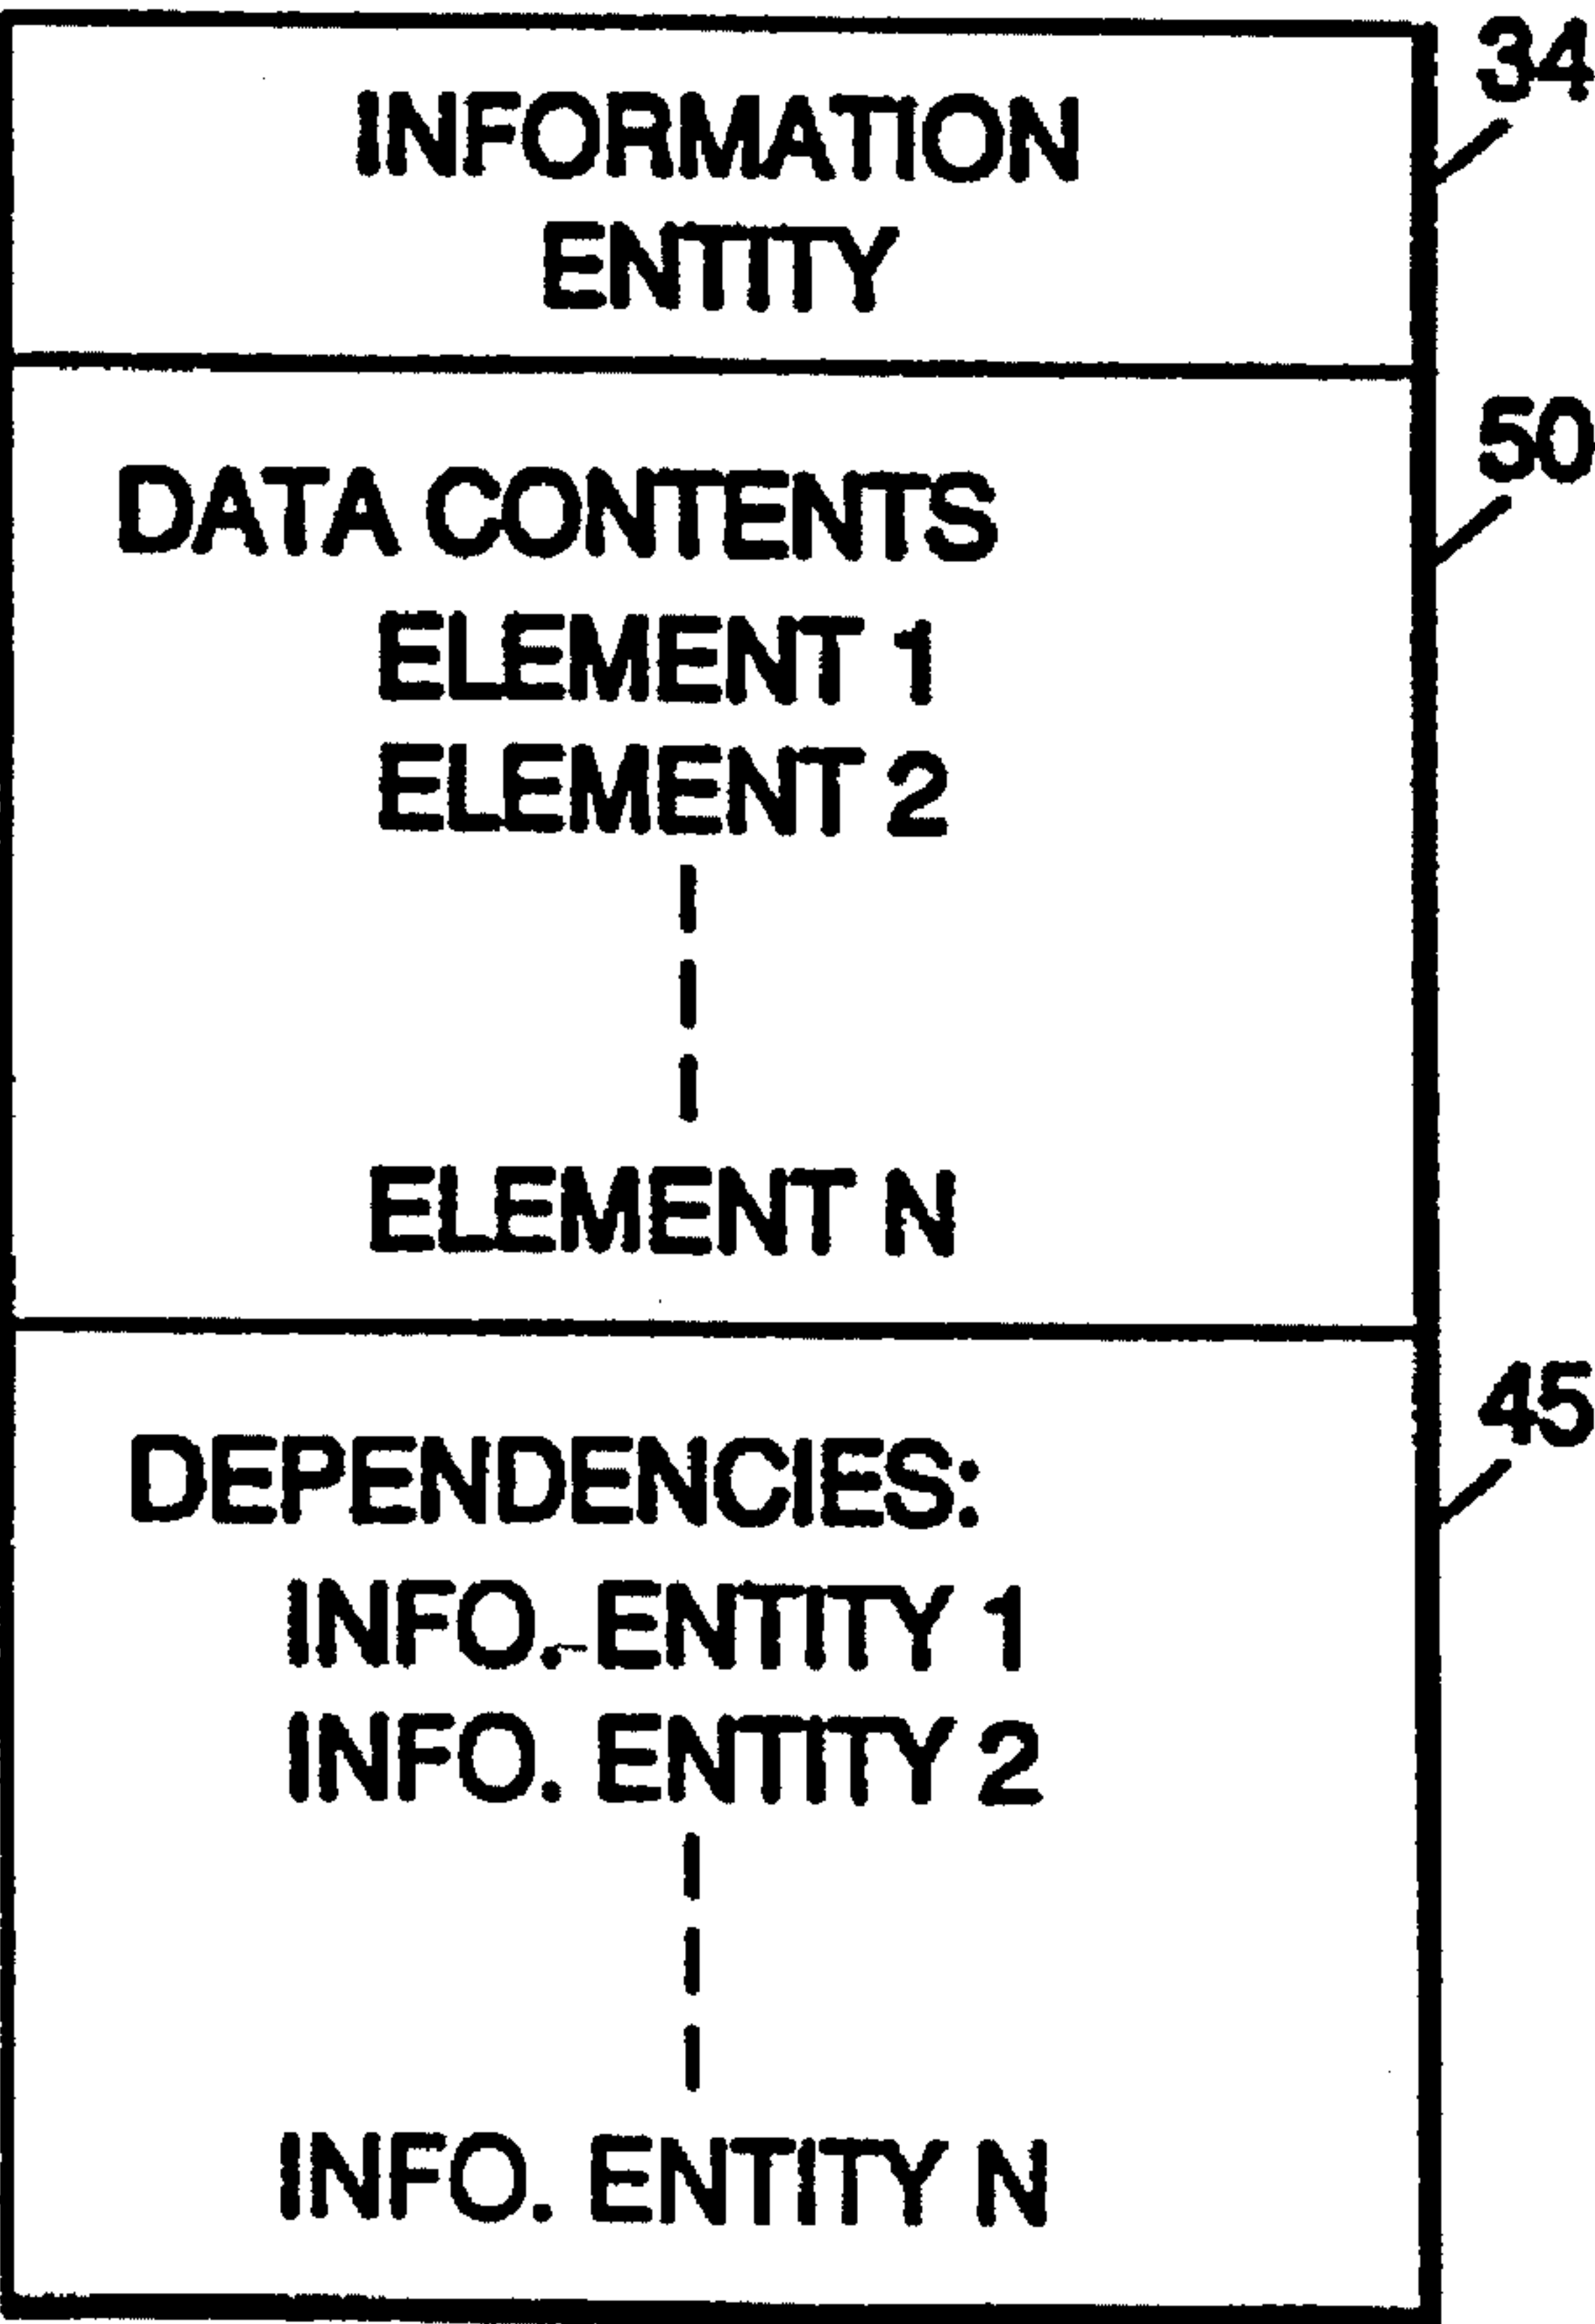 34
INFORMATION
ENTITY
50
DATA CONTENTS
ELEMENT 1
ELEMENT 2
ELEMENT N
45
DEPENDENCIES:
INFO. ENTITY 1
INFO. ENTITY 2
INFO. ENTITY N